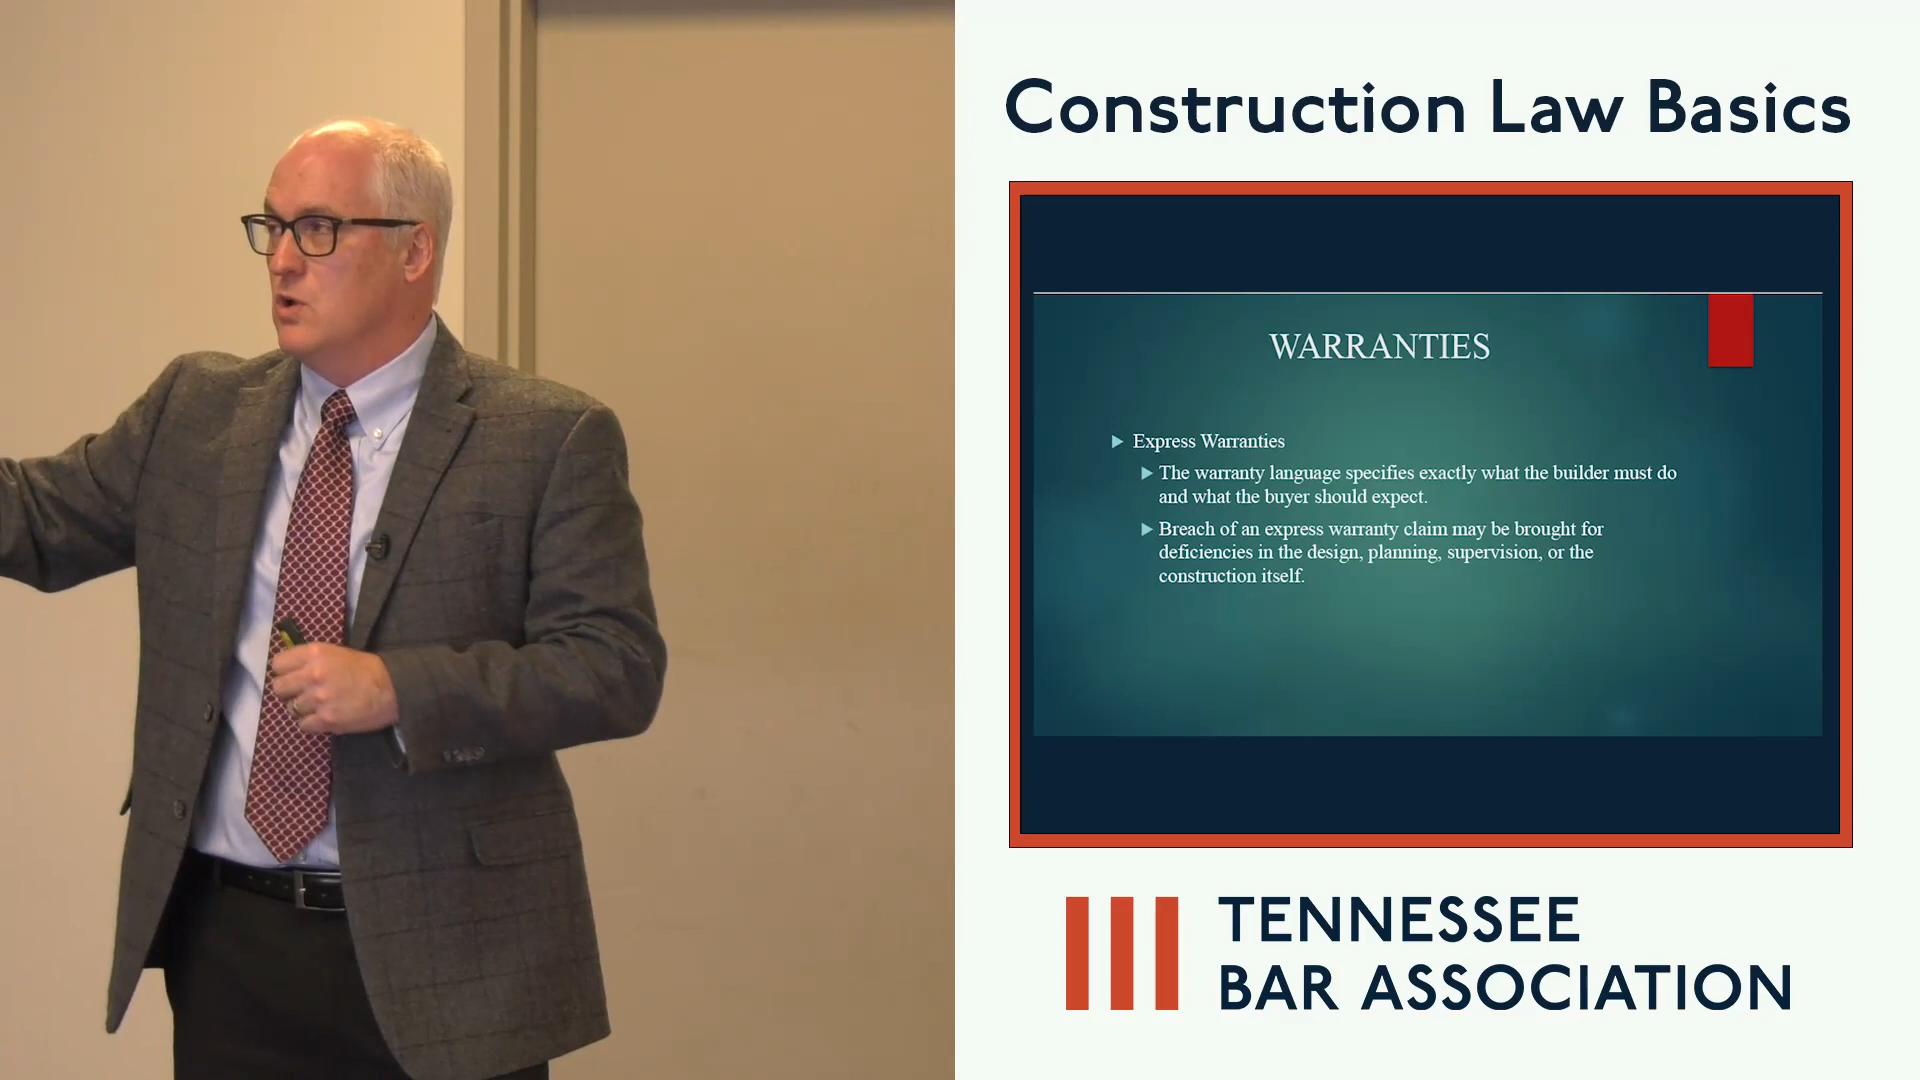 Construction Law Basics
WARRANTIES
Express Warranties
The warranty language specifies exactly what the builder must do
and what the buyer should expect.
Breach of an express warranty claim may be brought for
deficiencies in the design, planning, supervision, or the
construction itself.
TENNESSEE
BAR ASSOCIATION